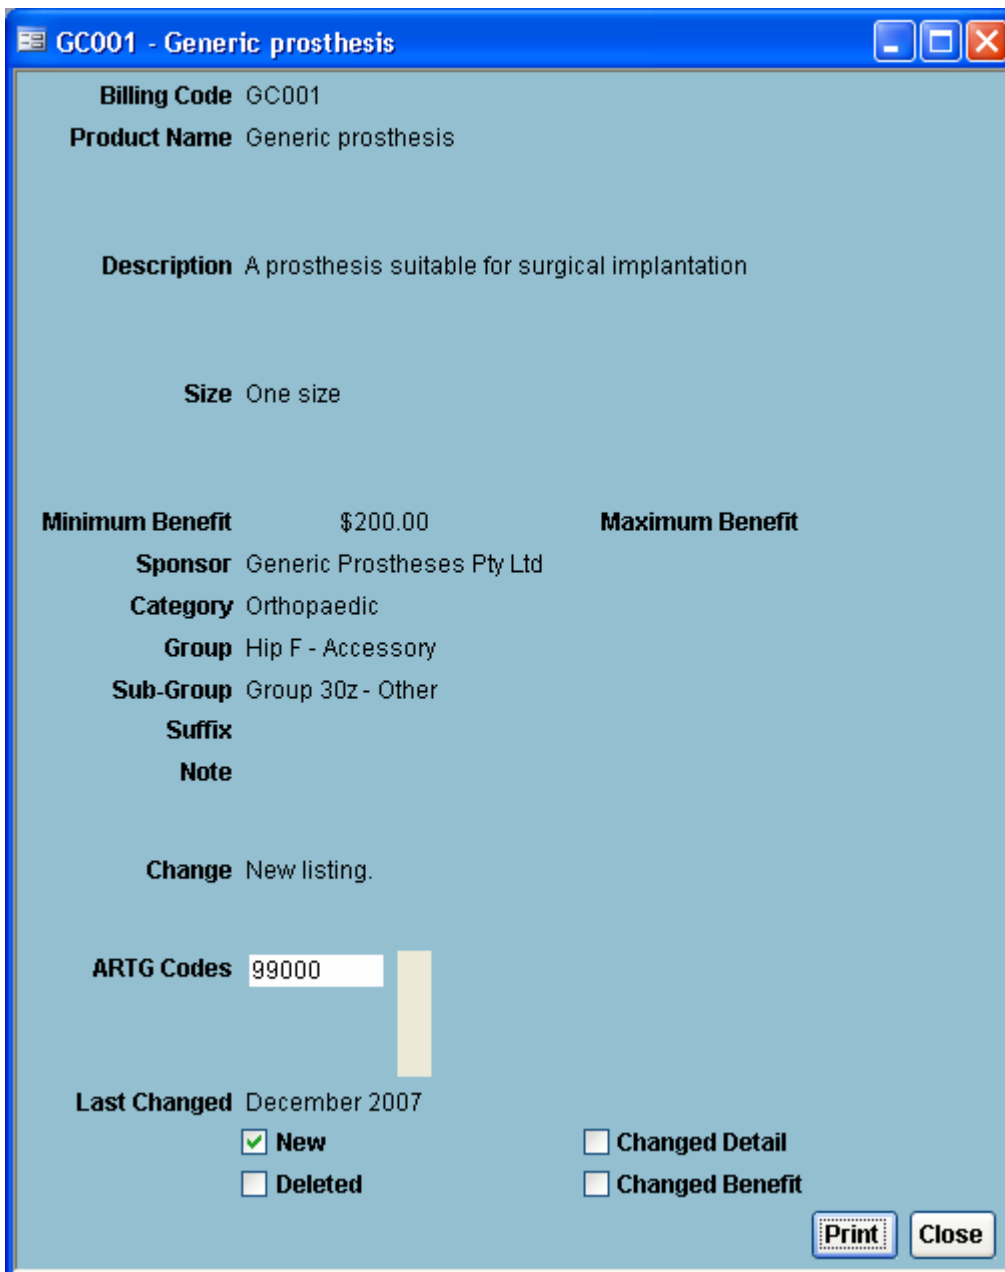 GC001 - Generic prosthesis
Billing Code GC001
Product Name Generic prosthesis
Description A prosthesis suitable for surgical implantation
Size One size
Minimum Benefit $200.00 Maximum Benefit
Sponsor Generic Prostheses Pty Ltd
Category Orthopaedic
Group Hip F - Accessory
Sub-Group Group 30z - Other
Suffix
Note
Change New listing.
ARTG Codes 99000
Last Changed December 2007
New Changed Detail
Deleted Changed Benefit
Print Close